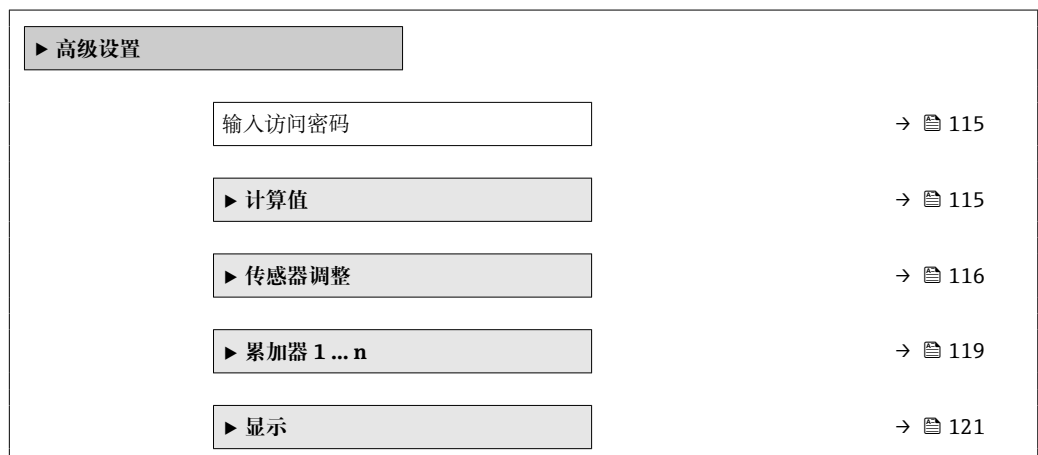 ▶ 高级设置
输入访问密码 → 115
▶ 计算值 → 115
▶ 传感器调整 → 116
▶ 累加器 1 ... n → 119
▶ 显示 → 121